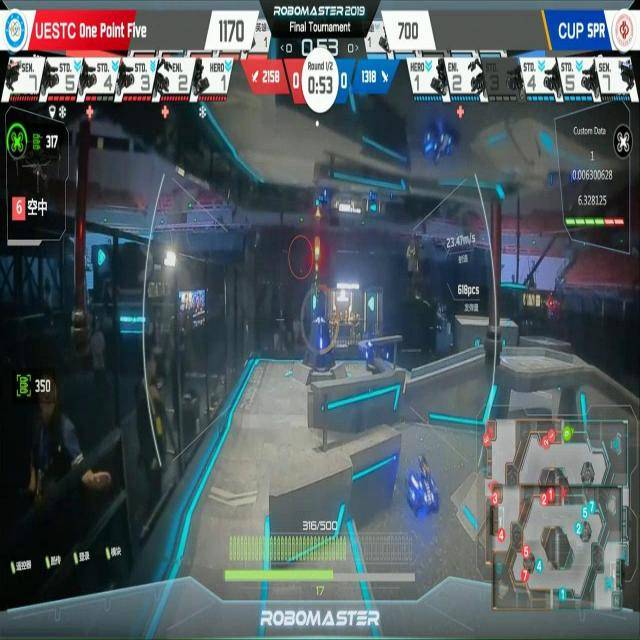 ROBOMASTER 2019
Final Tournament
UESTC One Point Five
1170
700
CUP SPR
<0
0:53
0>
SEN. 7
STD. 5
STD. 4
STD. 3
ENI. 2
HERO 1
2158
0
Round 1/2
0:53
0
1318
HERO 1
ENI. 2
STD. 3
STD. 4
STD. 5
SEN. 7
317
6 空中
Custom Data
1
0.006300628
6.328125
23.47m/s
618pcs
350
316/500
17
ROBOMASTER